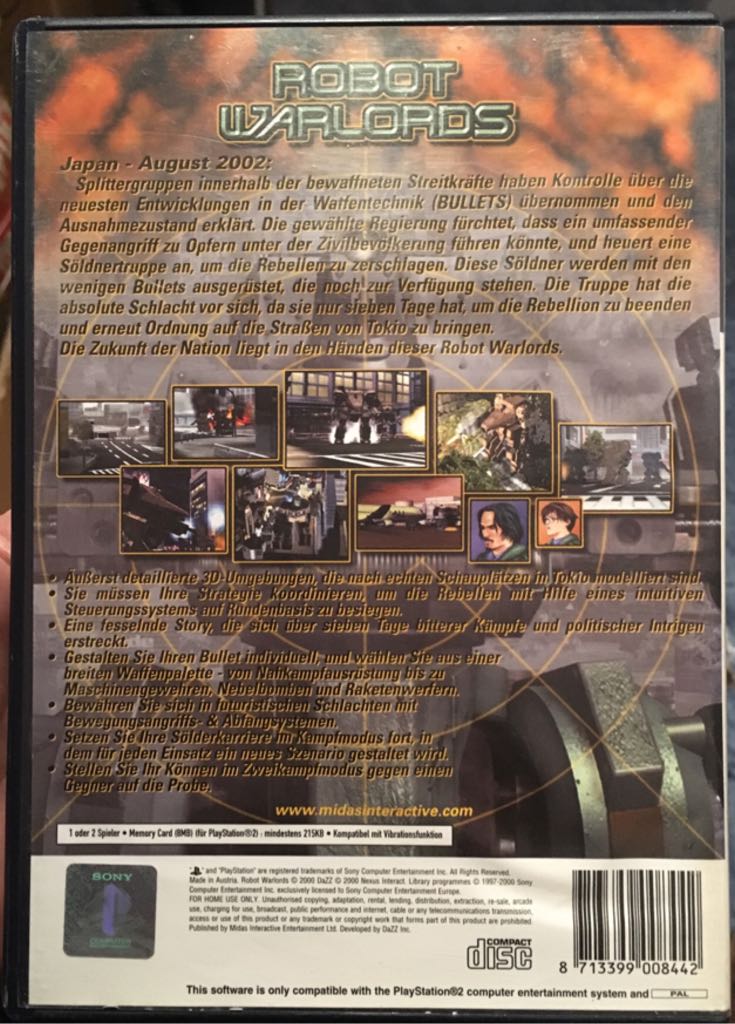 ROBOT
WARLORDS
Japan - August 2002:
Splittergruppen innerhalb der bewaffneten Streitkräfte haben Kontrolle über die
neuesten Entwicklungen in der Waffentechnik (BULLETS) übernommen und den
Ausnahmezustand erklärt. Die gewählte Regierung fürchtet, dass ein umfassender
Gegenangriff zu Opfern unter der Zivilbevölkerung führen könnte, und heuert eine
Söldnertruppe an, um die Rebellen zu zerschlagen. Diese Söldner werden mit den
wenigen Bullets ausgerüstet, die noch zur Verfügung stehen. Die Truppe hat die
absolute Schlacht vor sich, da sie nur sieben Tage hat, um die Rebellion zu beenden
und erneut Ordnung auf die Straßen von Tokio zu bringen.
Die Zukunft der Nation liegt in den Händen dieser Robot Warlords.
• Äußerst detaillierte 3D-Umgebungen, die nach echten Schauplätzen in Tokio modelliert sind.
• Sie müssen Ihre Strategie koordinieren, um die Rebellen mit Hilfe eines intuitiven
Steuerungssystems auf Rundenbasis zu besiegen.
• Eine fesselnde Story, die sich über sieben Tage bitterer Kämpfe und politischer Intrigen
erstreckt.
• Gestalten Sie Ihren Bullet individuell, und wählen Sie aus einer
breiten Waffenpalette - von Nahkampfausrüstung bis zu
Maschinengewehren, Nebelbomben und Raketenwerfern.
• Bewähren Sie sich in futuristischen Schlachten mit
Bewegungsangriffs- & Abfangsystemen.
• Setzen Sie Ihre Sölderkarriere im Kampfmodus fort, in
dem für jeden Einsatz ein neues Szenario gestaltet wird.
• Stellen Sie Ihr Können im Zweikampfmodus gegen einen
Gegner auf die Probe.
www.midasinteractive.com
1 oder 2 Spieler • Memory Card (8MB) (für PlayStation®2) : mindestens 215KB • Kompatibel mit Vibrationsfunktion
SONY
COMPUTER
and "PlayStation" are registered trademarks of Sony Computer Entertainment Inc. All Rights Reserved.
Made in Austria. Robot Warlords © 2000 DaZZ © 2000 Nexus Interact. Library programmes © 1997-2000 Sony
Computer Entertainment Inc. exclusively licensed to Sony Computer Entertainment Europe.
FOR HOME USE ONLY. Unauthorised copying, adaptation, rental, lending, distribution, extraction, re-sale, arcade
use, charging for use, broadcast, public performance and internet, cable or any telecommunications transmission,
access or use of this product or any trademark or copyright work that forms part of this product are prohibited.
Published by Midas Interactive Entertainment Ltd. Developed by DaZZ Inc.
COMPACT
disc
8 713399 008442
This software is only compatible with the PlayStation®2 computer entertainment system and PAL